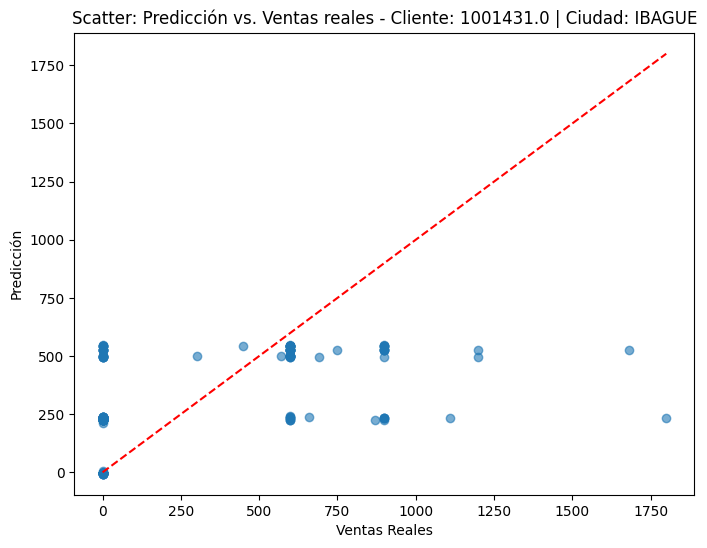 Scatter: Predicción vs. Ventas reales - Cliente: 1001431.0 | Ciudad: IBAGUE
1750
1500
1250
1000
750
500
250
0
Predicción
0 250 500 750 1000 1250 1500 1750
Ventas Reales